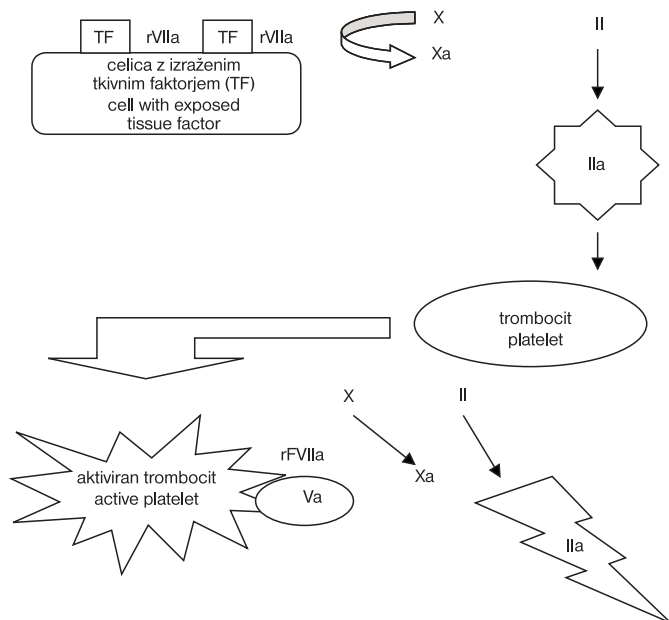 TF rVIIa TF rVIIa
celica z izraženim
tkivnim faktorjem (TF)
cell with exposed
tissue factor
X
Xa
II
IIa
trombocit
platelet
X
II
Xa
IIa
rFVIIa
Va
aktiviran trombocit
active platelet